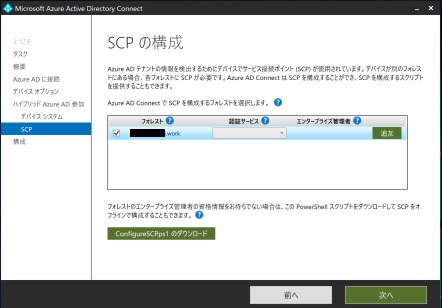 Microsoft Azure Active Directory Connect
ようこそ
タスク
概要
Azure AD に接続
デバイス オプション
ハイブリッド Azure AD 参加
デバイス システム
SCP
構成
SCP の構成
Azure AD テナントの情報を検出するためにデバイスでサービス接続ポイント (SCP) が使用されています。デバイスが別のフォレス
トにある場合、各フォレストに SCP が必要です。Azure AD Connect は SCP を構成することができ、SCP を構成するスクリプト
を提供することもできます。
Azure AD Connect で SCP を構成するフォレストを選択します。 ?
フォレスト ? 認証サービス ? エンタープライズ管理者 ?
.work 追加
フォレストのエンタープライズ管理者の資格情報をお持ちでない場合は、この PowerShell スクリプトをダウンロードして SCP をオ
フラインで構成することもできます。 ?
ConfigureSCP.ps1 のダウンロード
前へ
次へ